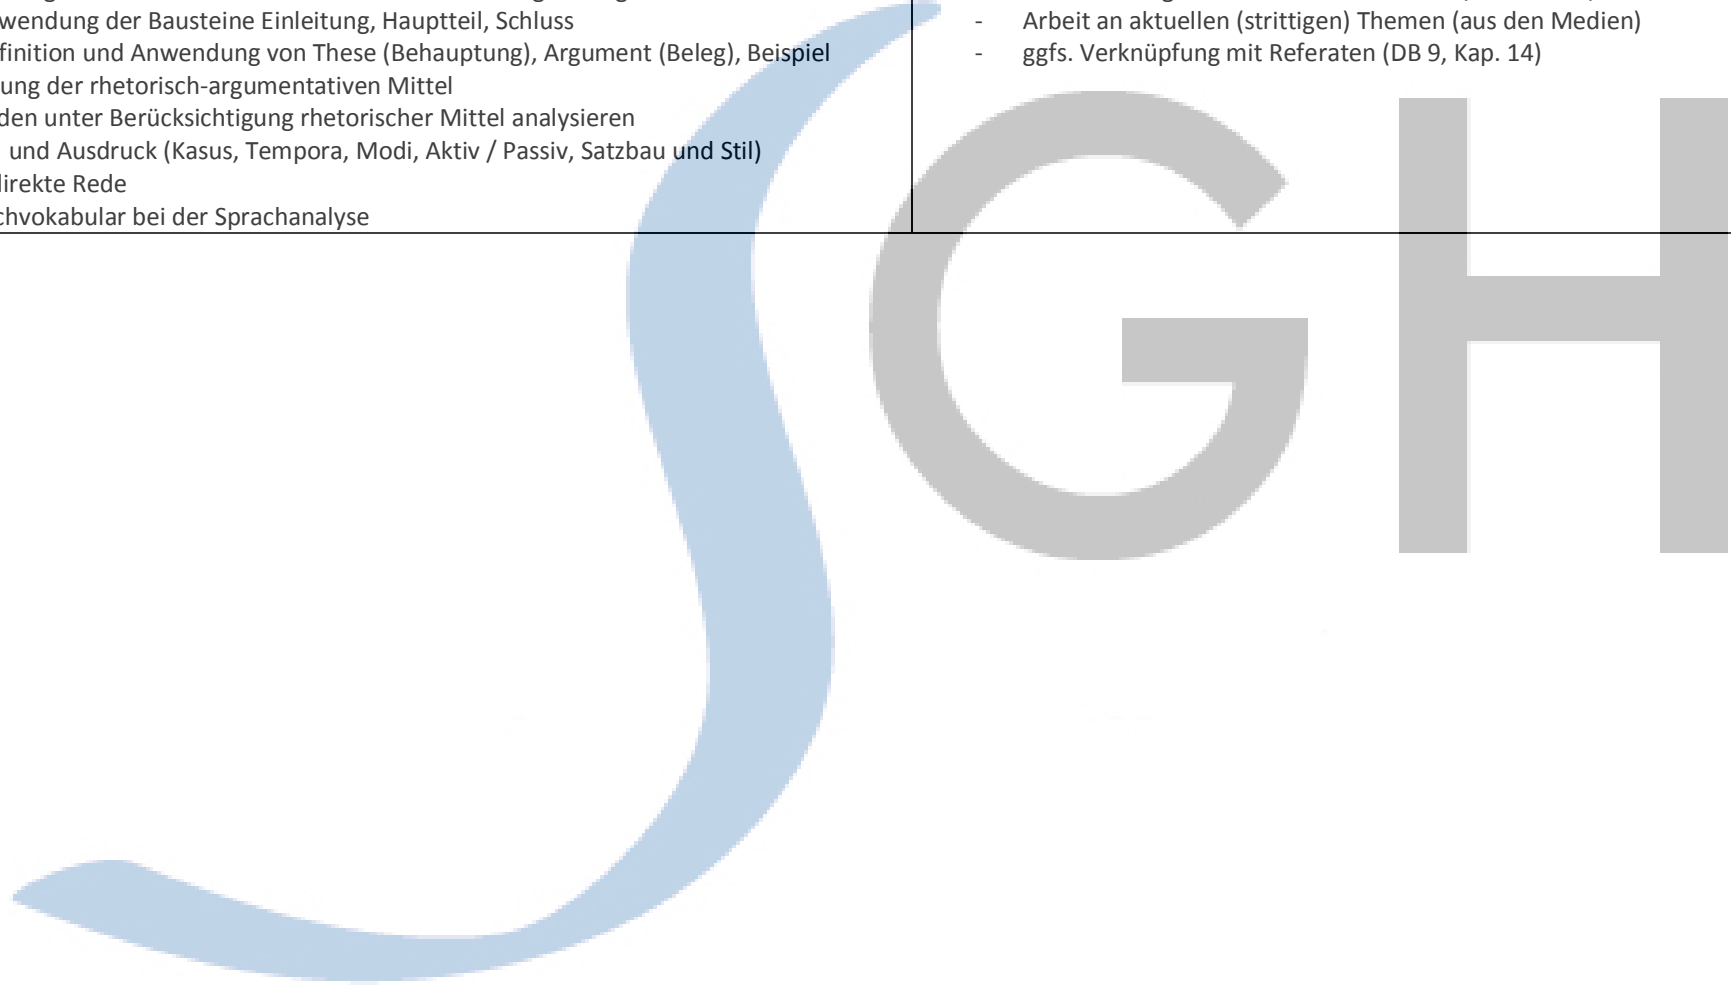 wendung der Bausteine Einleitung, Hauptteil, Schluss
finition und Anwendung von These (Behauptung), Argument (Beleg), Beispiel
ung der rhetorisch-argumentativen Mittel
den unter Berücksichtigung rhetorischer Mittel analysieren
und Ausdruck (Kasus, Tempora, Modi, Aktiv / Passiv, Satzbau und Stil)
direkte Rede
chvokabular bei der Sprachanalyse
- Arbeit an aktuellen (strittigen) Themen (aus den Medien)
- ggfs. Verknüpfung mit Referaten (DB 9, Kap. 14)
SGH